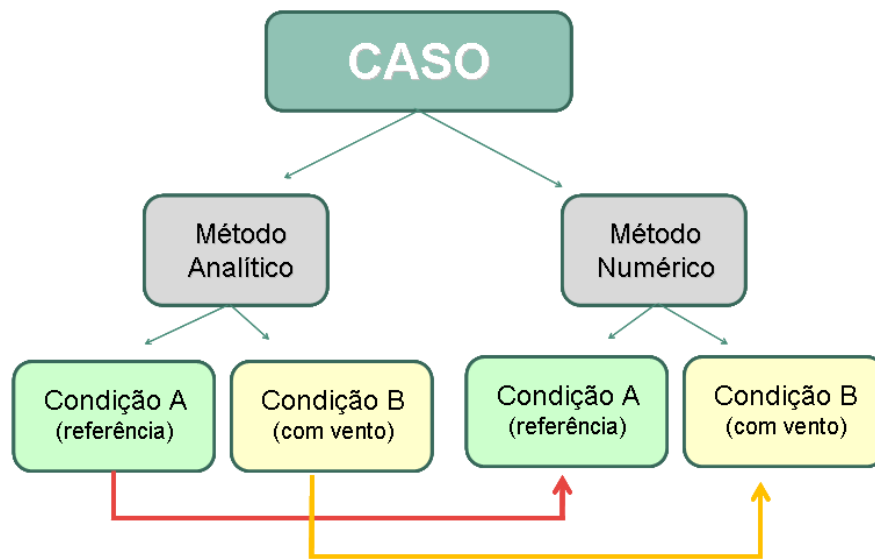 CASO
Método
Analítico
Método
Numérico
Condição A
(referência)
Condição B
(com vento)
Condição A
(referência)
Condição B
(com vento)